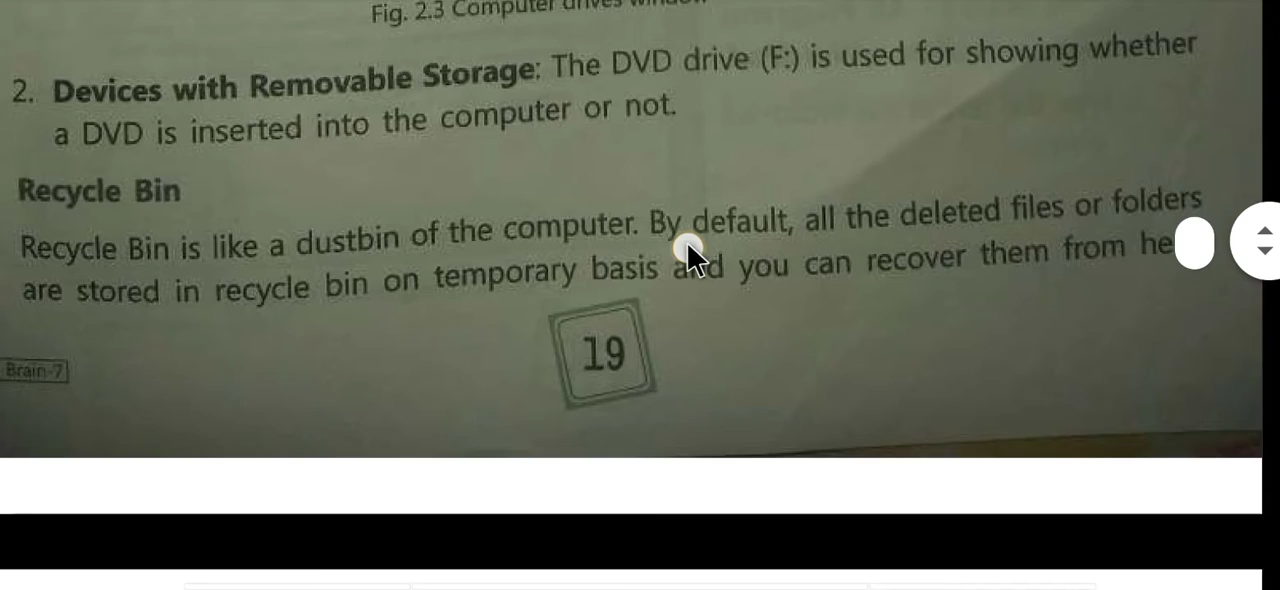 Fig. 2.3 Computer drives window
2. Devices with Removable Storage: The DVD drive (F:) is used for showing whether
a DVD is inserted into the computer or not.
Recycle Bin
Recycle Bin is like a dustbin of the computer. By default, all the deleted files or folders
are stored in recycle bin on temporary basis and you can recover them from he
19
Brain-7